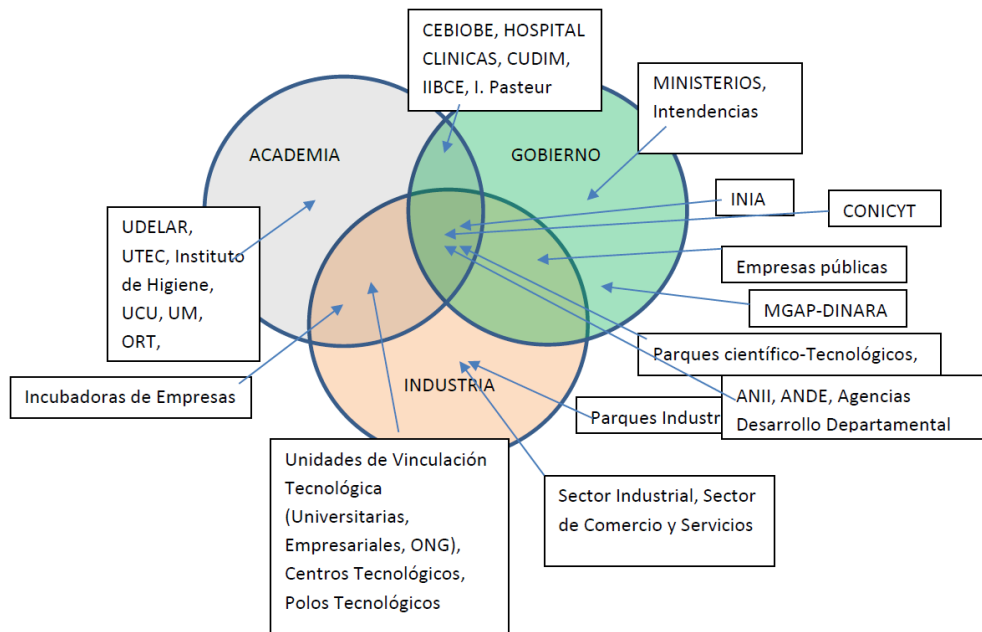 CEBIOBE, HOSPITAL
CLINICAS, CUDIM,
IIBCE, I. Pasteur
MINISTERIOS,
Intendencias
ACADEMIA
GOBIERNO
INIA
CONICYT
UDELAR,
UTEC, Instituto
de Higiene,
UCU, UM,
ORT,
Empresas públicas
MGAP-DINARA
Parques científico-Tecnológicos,
INDUSTRIA
Incubadoras de Empresas
Parques Industr
ANII, ANDE, Agencias
Desarrollo Departamental
Unidades de Vinculación
Tecnológica
(Universitarias,
Empresariales, ONG),
Centros Tecnológicos,
Polos Tecnológicos
Sector Industrial, Sector
de Comercio y Servicios